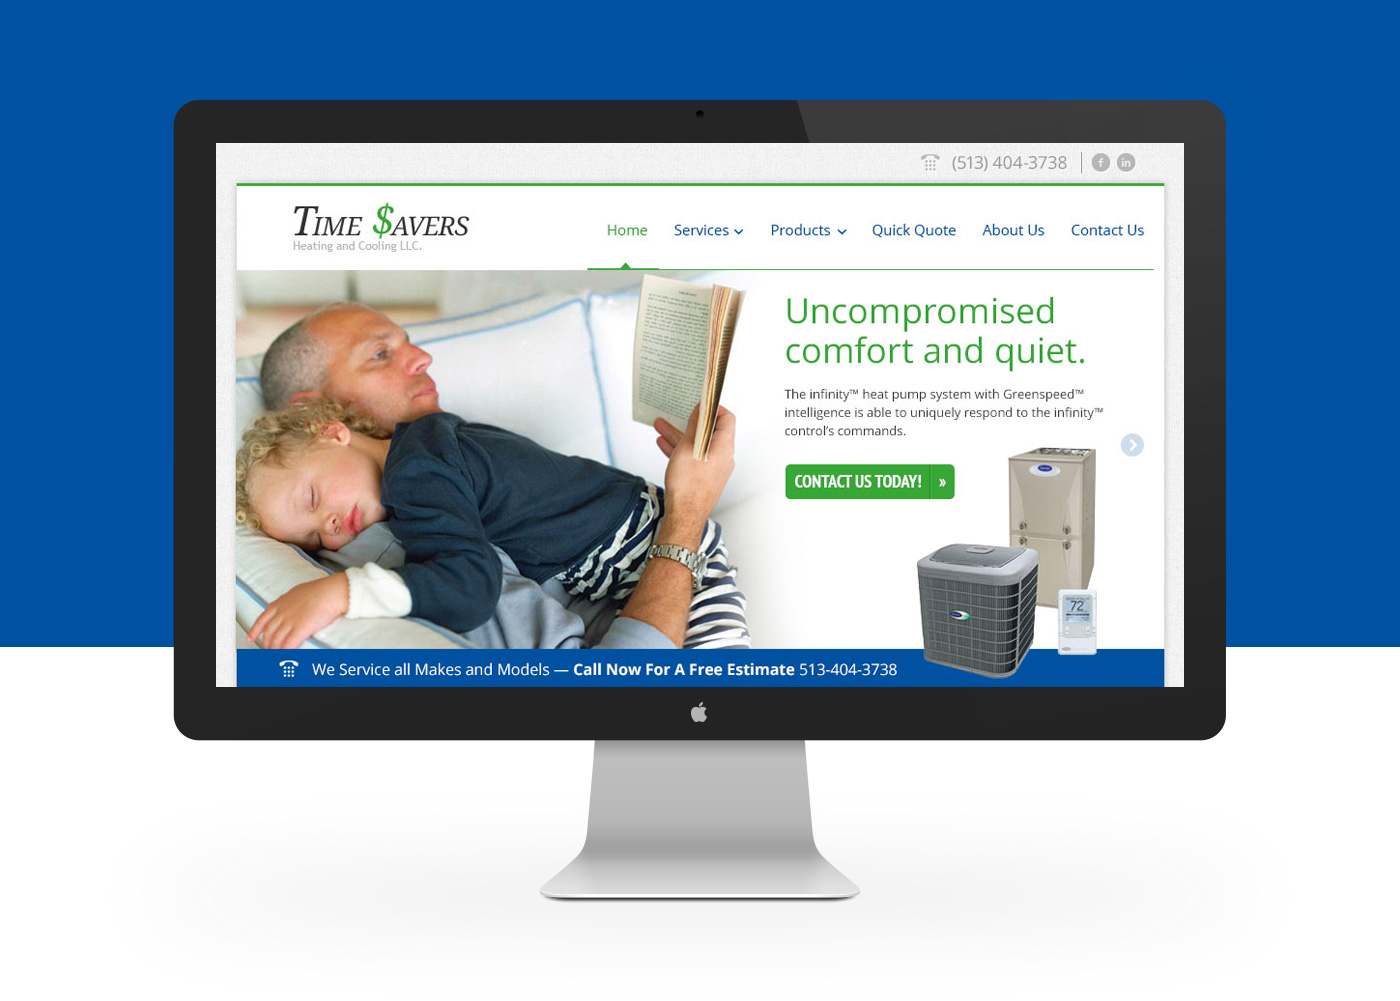 (513) 404-3738
TIME $AVERS
Heating and Cooling LLC.
Home Services Products Quick Quote About Us Contact Us
Uncompromised
comfort and quiet.
The infinity™ heat pump system with Greenspeed™
intelligence is able to uniquely respond to the infinity™
control's commands.
CONTACT US TODAY! »
72
We Service all Makes and Models — Call Now For A Free Estimate 513-404-3738